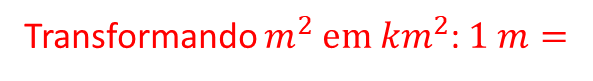 Transformando m² em km²: 1 m =